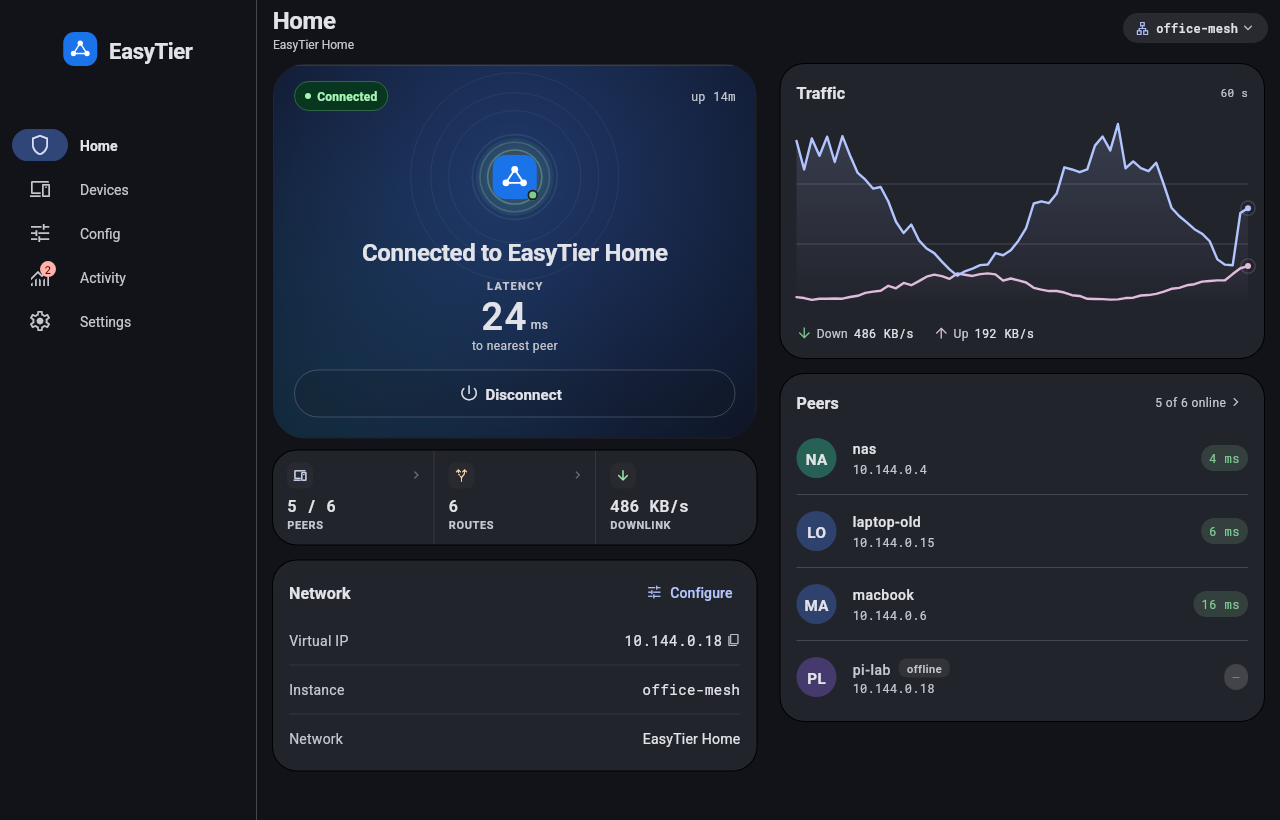 EasyTier
Home
Devices
Config
2
Activity
Settings
Home
EasyTier Home
office-mesh
Connected
up 14m
Connected to EasyTier Home
LATENCY
24 ms
to nearest peer
Disconnect
5 / 6
PEERS
6
ROUTES
486 KB/s
DOWNLINK
Network
Configure
Virtual IP
10.144.0.18
Instance
office-mesh
Network
EasyTier Home
Traffic
60 s
Down 486 KB/s
Up 192 KB/s
Peers
5 of 6 online
NA
nas
10.144.0.4
4 ms
LO
laptop-old
10.144.0.15
6 ms
MA
macbook
10.144.0.6
16 ms
PL
pi-lab
offline
10.144.0.18
—